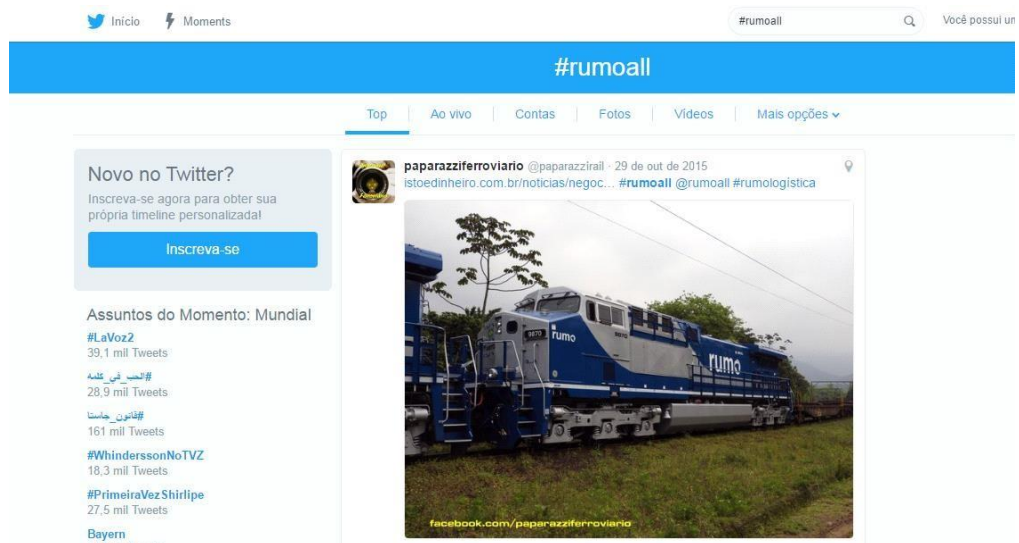 Início
Moments
#rumoall
Você possui um
#rumoall
Top
Ao vivo
Contas
Fotos
Vídeos
Mais opções
Novo no Twitter?
Inscreva-se agora para obter sua
própria timeline personalizada!
Inscreva-se
Assuntos do Momento: Mundial
#LaVoz2
39,1 mil Tweets
#الحب_في_كلمه
28,9 mil Tweets
#قانون_جاستا
161 mil Tweets
#WhinderssonNoTVZ
18,3 mil Tweets
#PrimeiraVezShirlipe
27,5 mil Tweets
Bayern
paparazziferroviario @paparazzirail · 29 de out de 2015
istoedinheiro.com.br/noticias/negoc… #rumoall @rumoall #rumologística
9870
rumo
rumo
facebook.com/paparazziferroviario